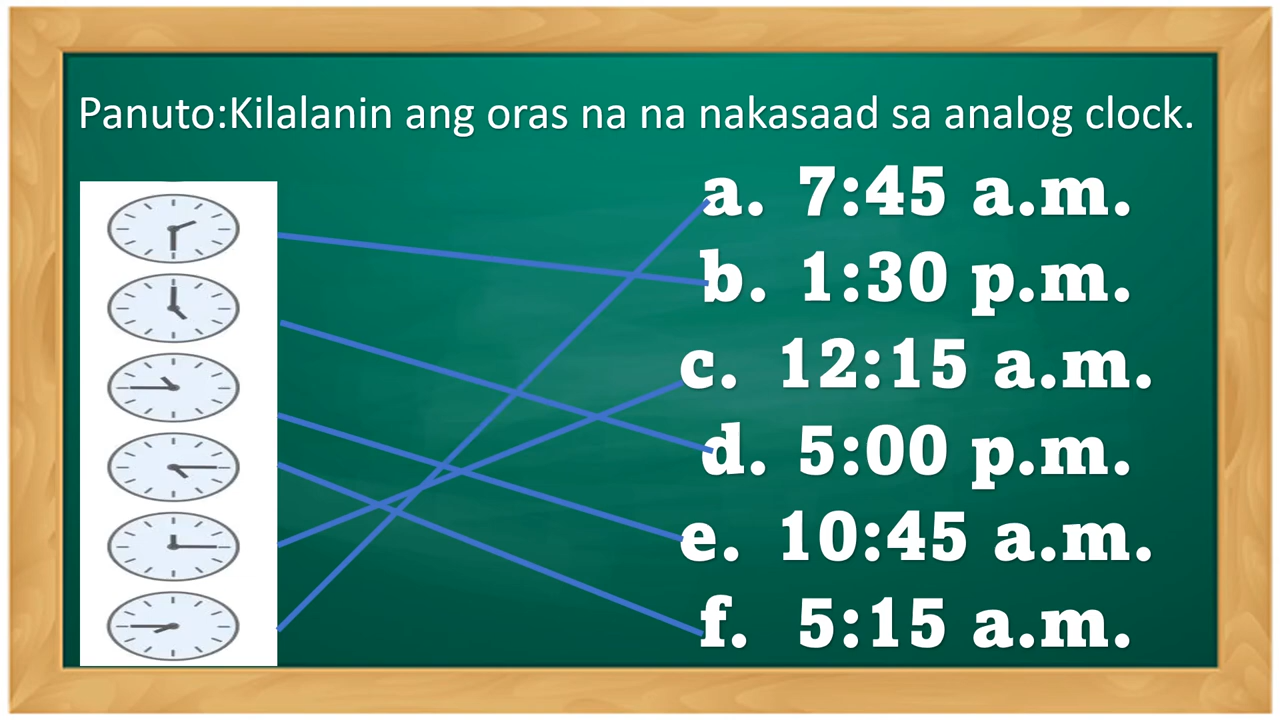 Panuto:Kilalanin ang oras na na nakasaad sa analog clock.
a. 7:45 a.m.
b. 1:30 p.m.
c. 12:15 a.m.
d. 5:00 p.m.
e. 10:45 a.m.
f. 5:15 a.m.